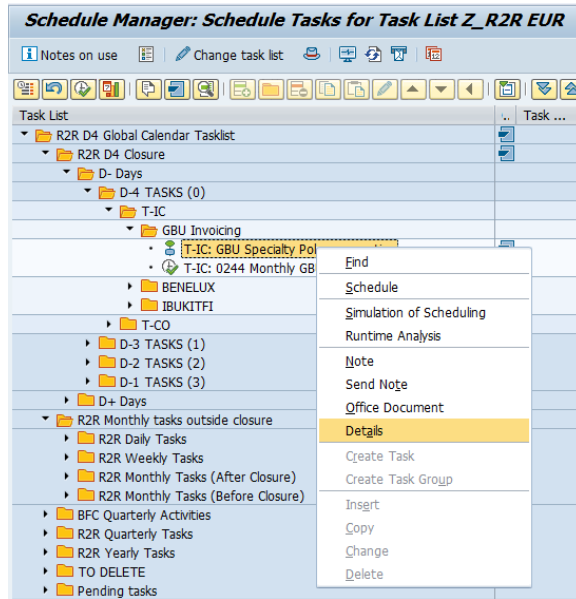 Schedule Manager: Schedule Tasks for Task List Z_R2R EUR
Notes on use Change task list
Task List .. Task ...
R2R D4 Global Calendar Tasklist
R2R D4 Closure
D- Days
D-4 TASKS (0)
T-IC
GBU Invoicing
T-IC: GBU Specialty
T-IC: 0244 Monthly GB
BENELUX
IBUKITFI
T-CO
D-3 TASKS (1)
D-2 TASKS (2)
D-1 TASKS (3)
D+ Days
R2R Monthly tasks outside closure
R2R Daily Tasks
R2R Weekly Tasks
R2R Monthly Tasks (After Closure)
R2R Monthly Tasks (Before Closure)
BFC Quarterly Activities
R2R Quarterly Tasks
R2R Yearly Tasks
TO DELETE
Pending tasks
Find
Schedule
Simulation of Scheduling
Runtime Analysis
Note
Send Note
Office Document
Details
Create Task
Create Task Group
Insert
Copy
Change
Delete